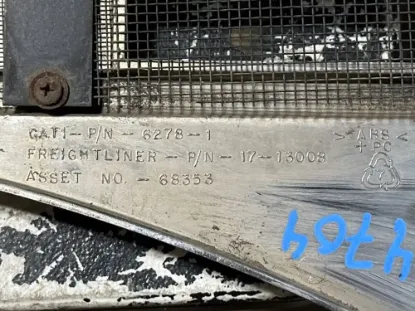 GATI-P/N-6278-1
FREIGHTLINER - P/N-17-13008
ASSET NO.-68353
>ABS<
+PC
4704